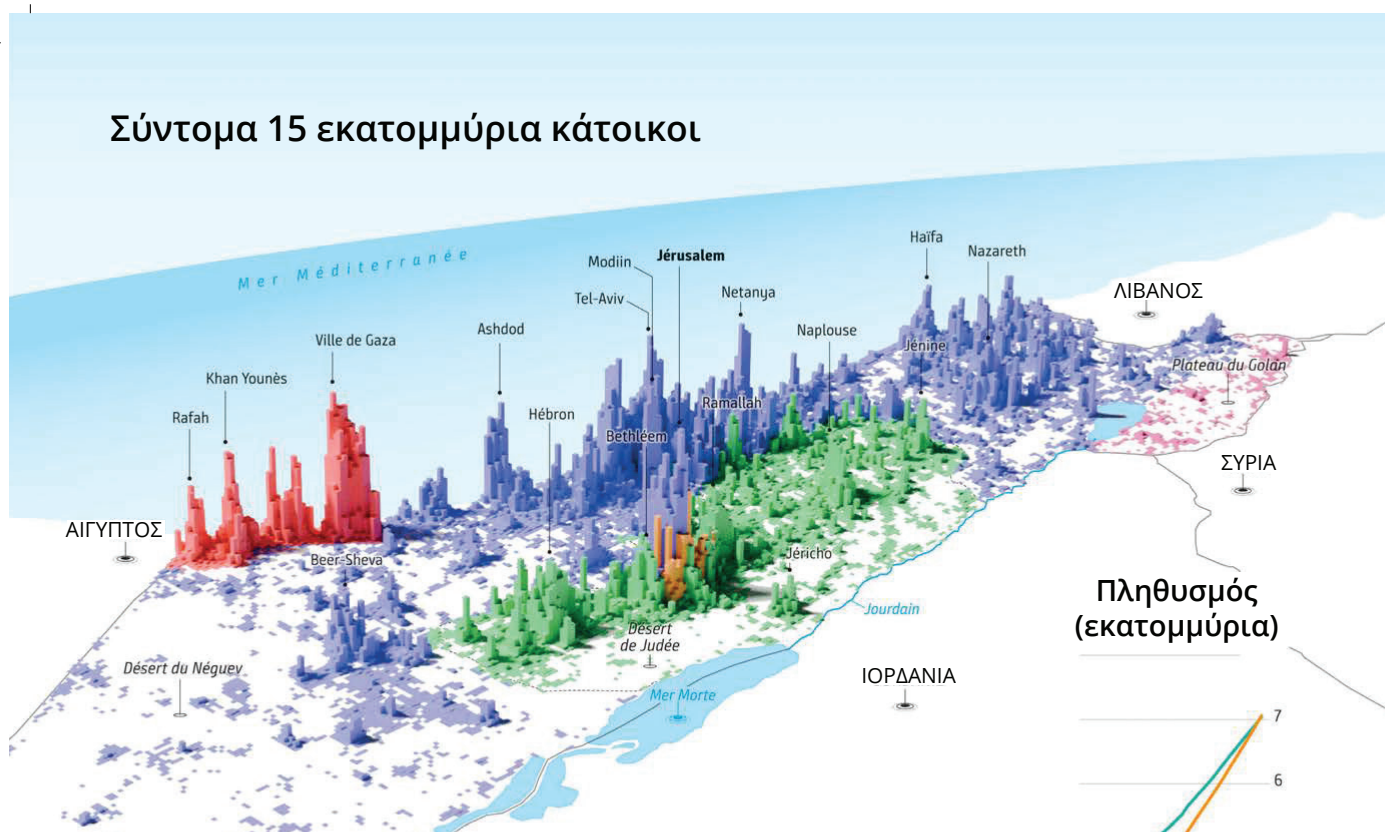 Σύντομα 15 εκατομμύρια κάτοικοι
Mer Méditerranée
Haïfa
Nazareth
Modiin
Jérusalem
ΛΙΒΑΝΟΣ
Tel-Aviv
Netanya
Ashdod
Naplouse
Ville de Gaza
Jénine
Plateau du Golan
Khan Younès
Ramallah
Rafah
Hébron
Bethléem
ΣΥΡΙΑ
ΑΙΓΥΠΤΟΣ
Beer-Sheva
Jéricho
Πληθυσμός
(εκατομμύρια)
Jourdain
Désert
de Judée
Désert du Néguev
ΙΟΡΔΑΝΙΑ
Mer Morte
7
6